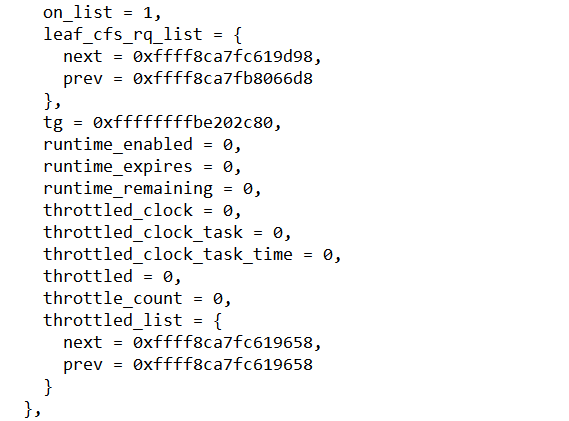 on_list = 1,
leaf_cfs_rq_list = {
next = 0xffff8ca7fc619d98,
prev = 0xffff8ca7fb8066d8
},
tg = 0xffffffffbe202c80,
runtime_enabled = 0,
runtime_expires = 0,
runtime_remaining = 0,
throttled_clock = 0,
throttled_clock_task = 0,
throttled_clock_task_time = 0,
throttled = 0,
throttle_count = 0,
throttled_list = {
next = 0xffff8ca7fc619658,
prev = 0xffff8ca7fc619658
}
},